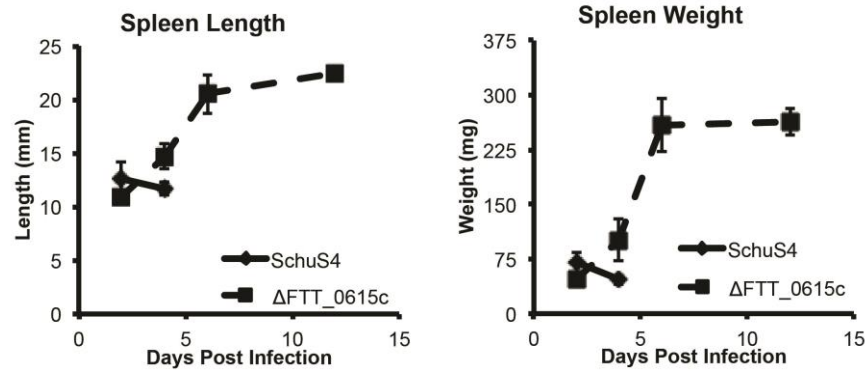 Spleen Length
25
20
15
10
5
0
Length (mm)
SchuS4
ΔFTT_0615c
0 5 10 15
Days Post Infection
Spleen Weight
375
300
225
150
75
0
Weight (mg)
SchuS4
ΔFTT_0615c
0 5 10 15
Days Post Infection